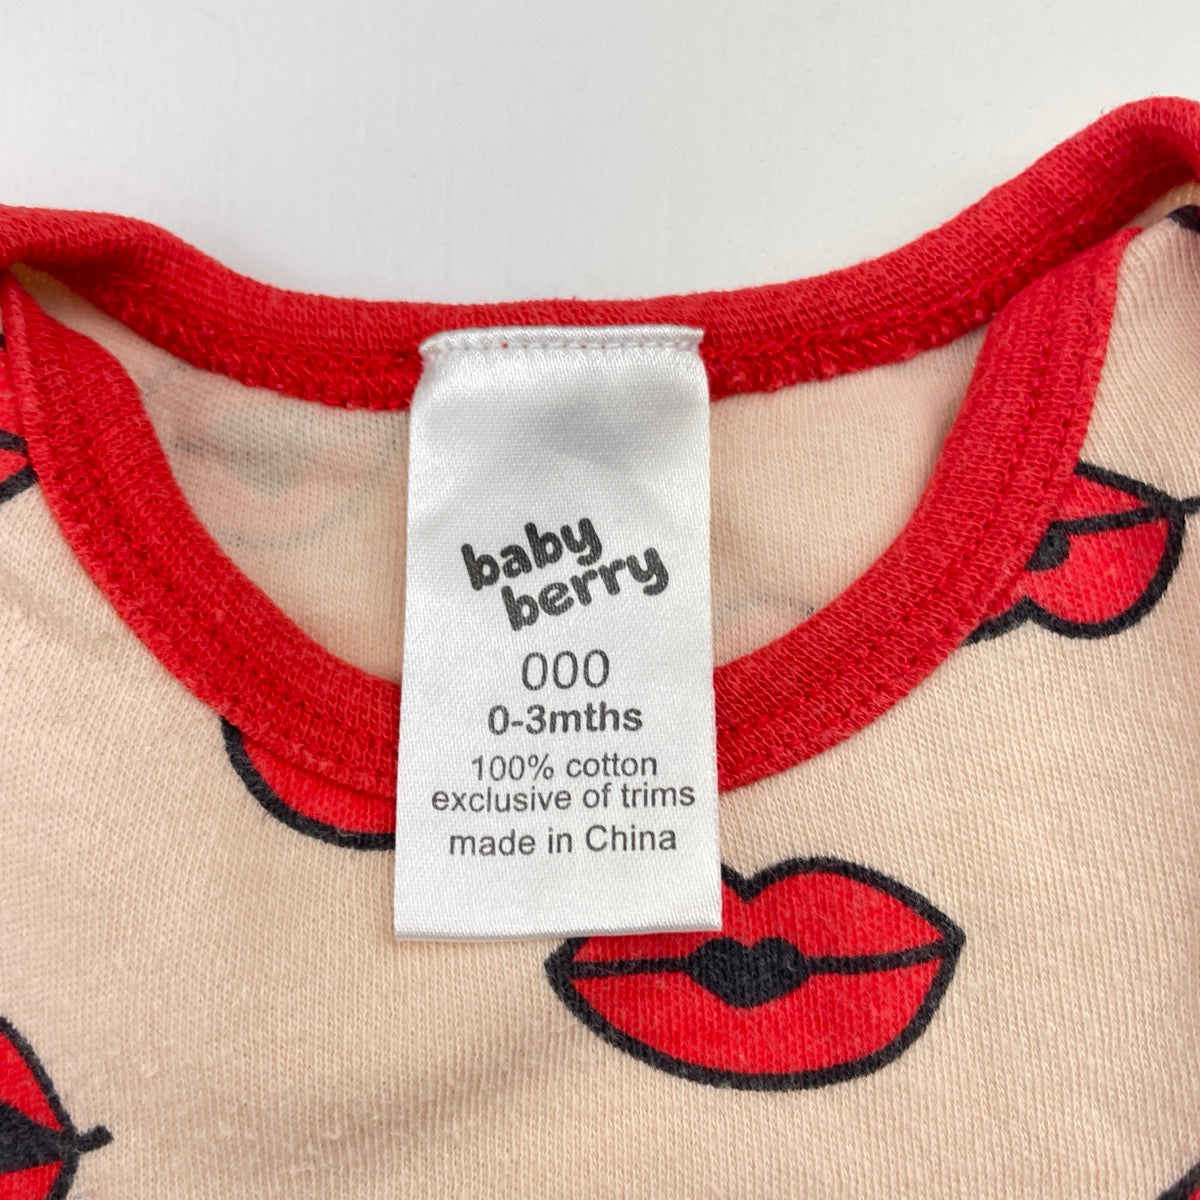 baby
berry
000
0-3mths
100% cotton
exclusive of trims
made in China